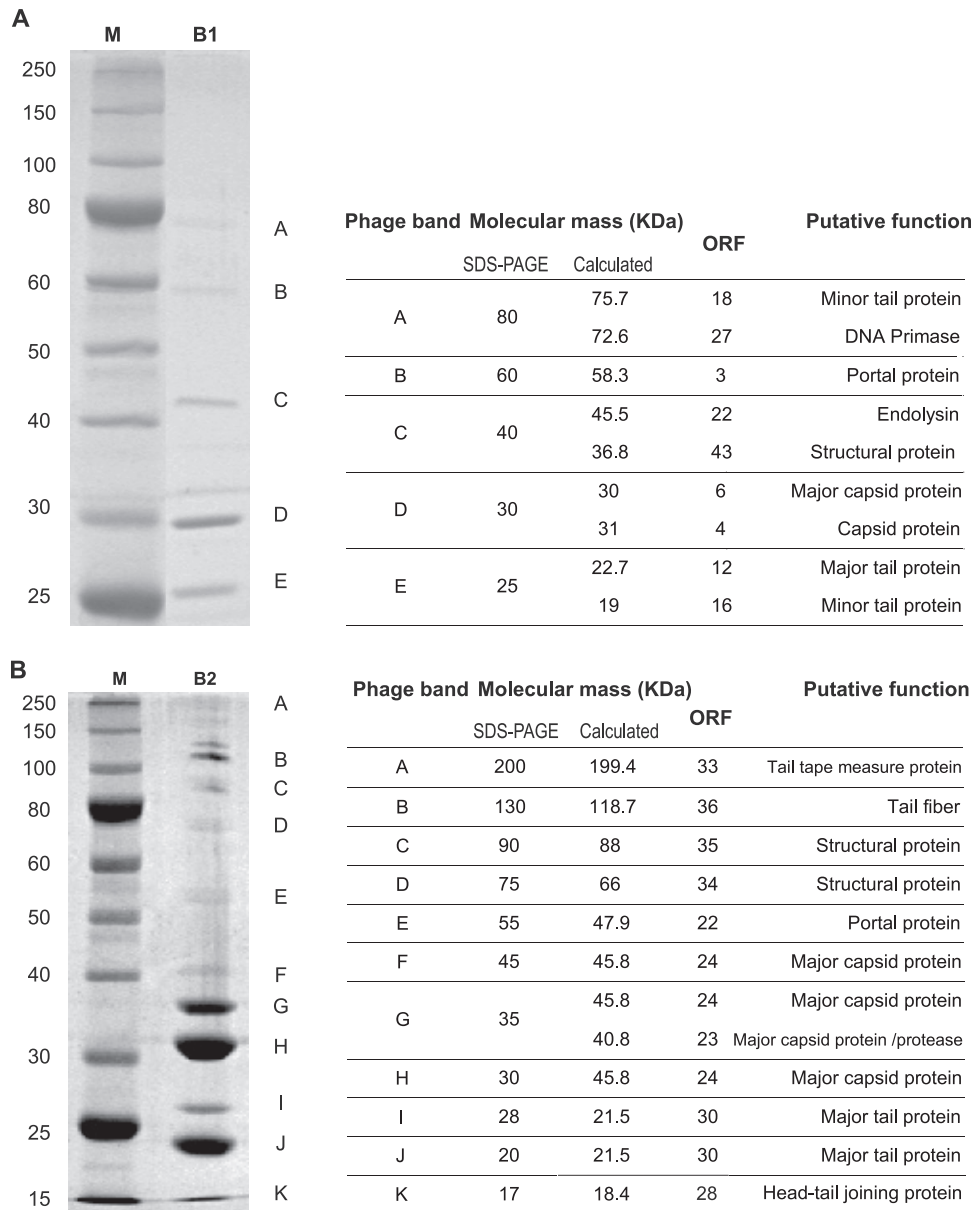 A
M B1
250
150
100
80
60
50
40
30
25
A
B
C
D
E
Phage band Molecular mass (KDa) ORF Putative function
SDS-PAGE Calculated
A 80 75.7 18 Minor tail protein
72.6 27 DNA Primase
B 60 58.3 3 Portal protein
C 40 45.5 22 Endolysin
36.8 43 Structural protein
D 30 30 6 Major capsid protein
31 4 Capsid protein
E 25 22.7 12 Major tail protein
19 16 Minor tail protein
B
M B2
250
150
100
80
60
50
40
30
25
15
A
B
C
D
E
F
G
H
I
J
K
Phage band Molecular mass (KDa) ORF Putative function
SDS-PAGE Calculated
A 200 199.4 33 Tail tape measure protein
B 130 118.7 36 Tail fiber
C 90 88 35 Structural protein
D 75 66 34 Structural protein
E 55 47.9 22 Portal protein
F 45 45.8 24 Major capsid protein
G 35 45.8 24 Major capsid protein
40.8 23 Major capsid protein /protease
H 30 45.8 24 Major capsid protein
I 28 21.5 30 Major tail protein
J 20 21.5 30 Major tail protein
K 17 18.4 28 Head-tail joining protein